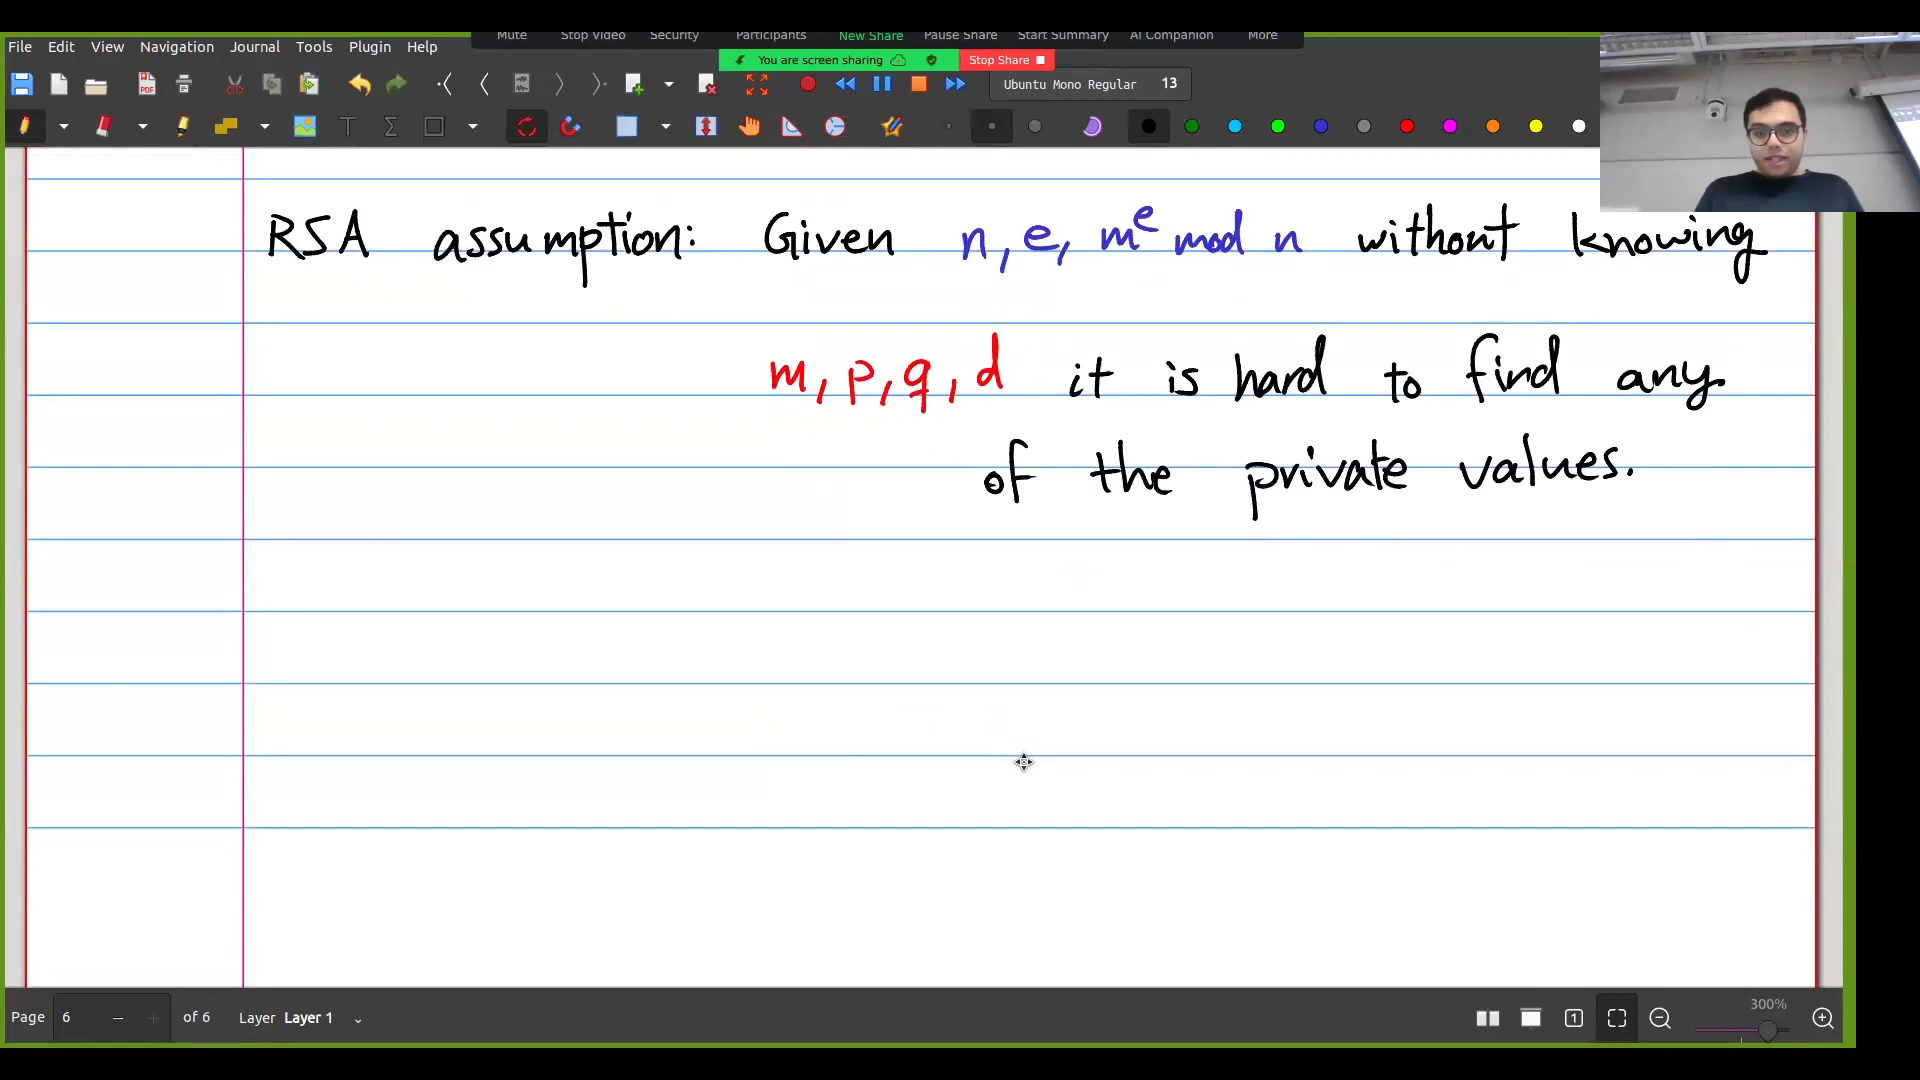 Mute Stop Video Security Participants New Share Pause Share Start Summary AI Companion More
File Edit View Navigation Journal Tools Plugin Help
You are screen sharing Stop Share
PDF
Ubuntu Mono Regular 13
RSA assumption: Given n, e, m^e mod n without knowing
m, p, q, d it is hard to find any
of the private values.
Page 6 of 6 Layer Layer 1
1
300%